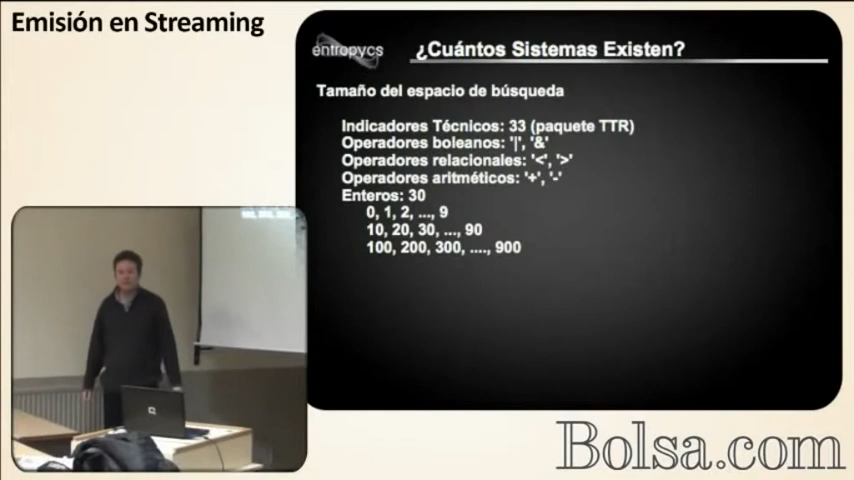 Emisión en Streaming
entropycs
¿Cuántos Sistemas Existen?
Tamaño del espacio de búsqueda
Indicadores Técnicos: 33 (paquete TTR)
Operadores boleanos: '|', '&'
Operadores relacionales: '<', '>'
Operadores aritméticos: '+', '-'
Enteros: 30
0, 1, 2, ..., 9
10, 20, 30, ..., 90
100, 200, 300, ...., 900
Bolsa.com